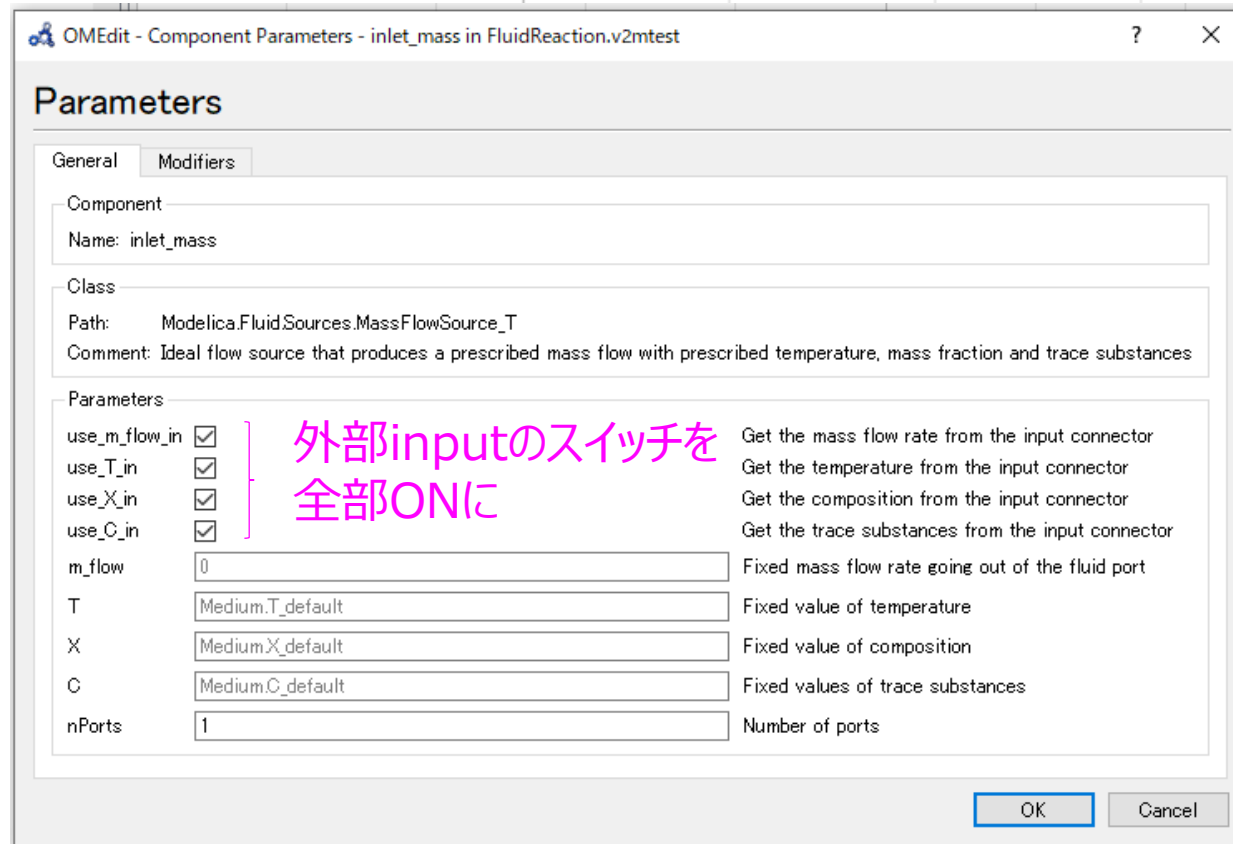 OMEdit - Component Parameters - inlet_mass in FluidReaction.v2mtest ? ×
Parameters
General Modifiers
Component
Name: inlet_mass
Class
Path: Modelica.Fluid.Sources.MassFlowSource_T
Comment: Ideal flow source that produces a prescribed mass flow with prescribed temperature, mass fraction and trace substances
Parameters
use_m_flow_in Get the mass flow rate from the input connector
use_T_in Get the temperature from the input connector
use_X_in Get the composition from the input connector
use_C_in Get the trace substances from the input connector
外部inputのスイッチを
全部ONに
m_flow 0 Fixed mass flow rate going out of the fluid port
T Medium.T_default Fixed value of temperature
X Medium.X_default Fixed value of composition
C Medium.C_default Fixed values of trace substances
nPorts 1 Number of ports
OK Cancel